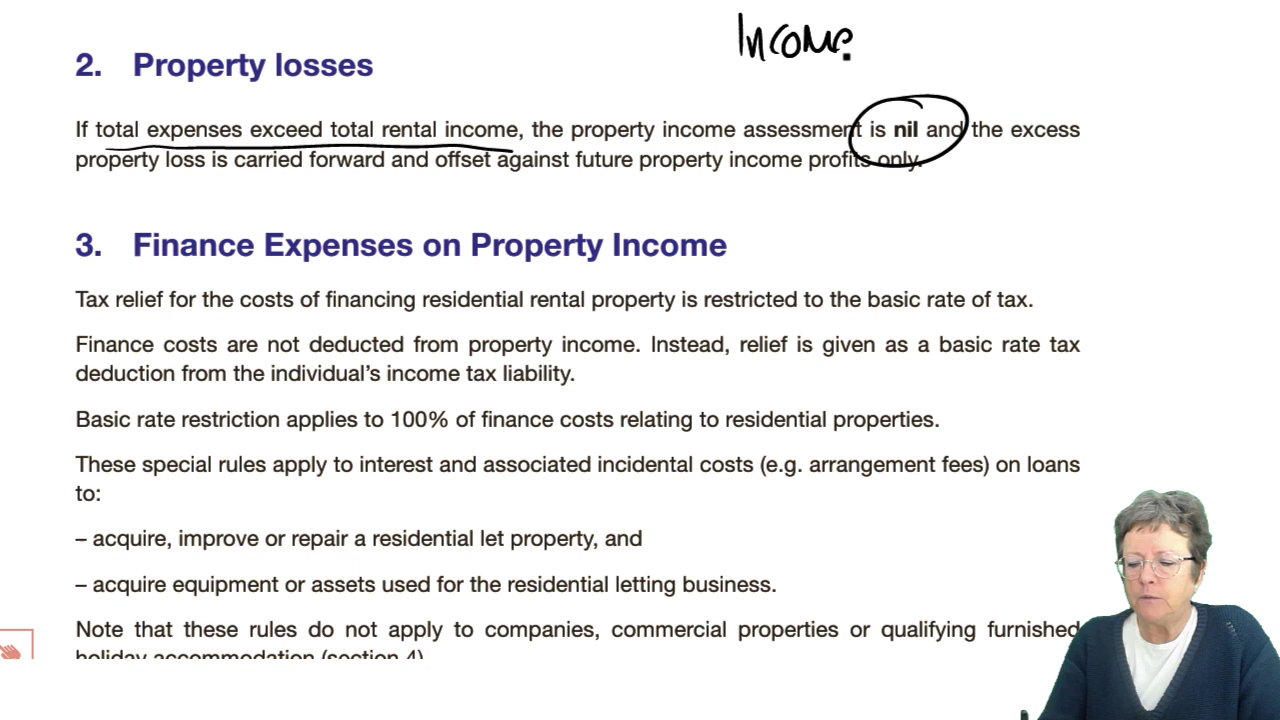 Income
2. Property losses
If total expenses exceed total rental income, the property income assessment is nil and the excess
property loss is carried forward and offset against future property income profits only.
3. Finance Expenses on Property Income
Tax relief for the costs of financing residential rental property is restricted to the basic rate of tax.
Finance costs are not deducted from property income. Instead, relief is given as a basic rate tax
deduction from the individual's income tax liability.
Basic rate restriction applies to 100% of finance costs relating to residential properties.
These special rules apply to interest and associated incidental costs (e.g. arrangement fees) on loans
to:
– acquire, improve or repair a residential let property, and
– acquire equipment or assets used for the residential letting business.
Note that these rules do not apply to companies, commercial properties or qualifying furnished
holiday accommodation (section 4)